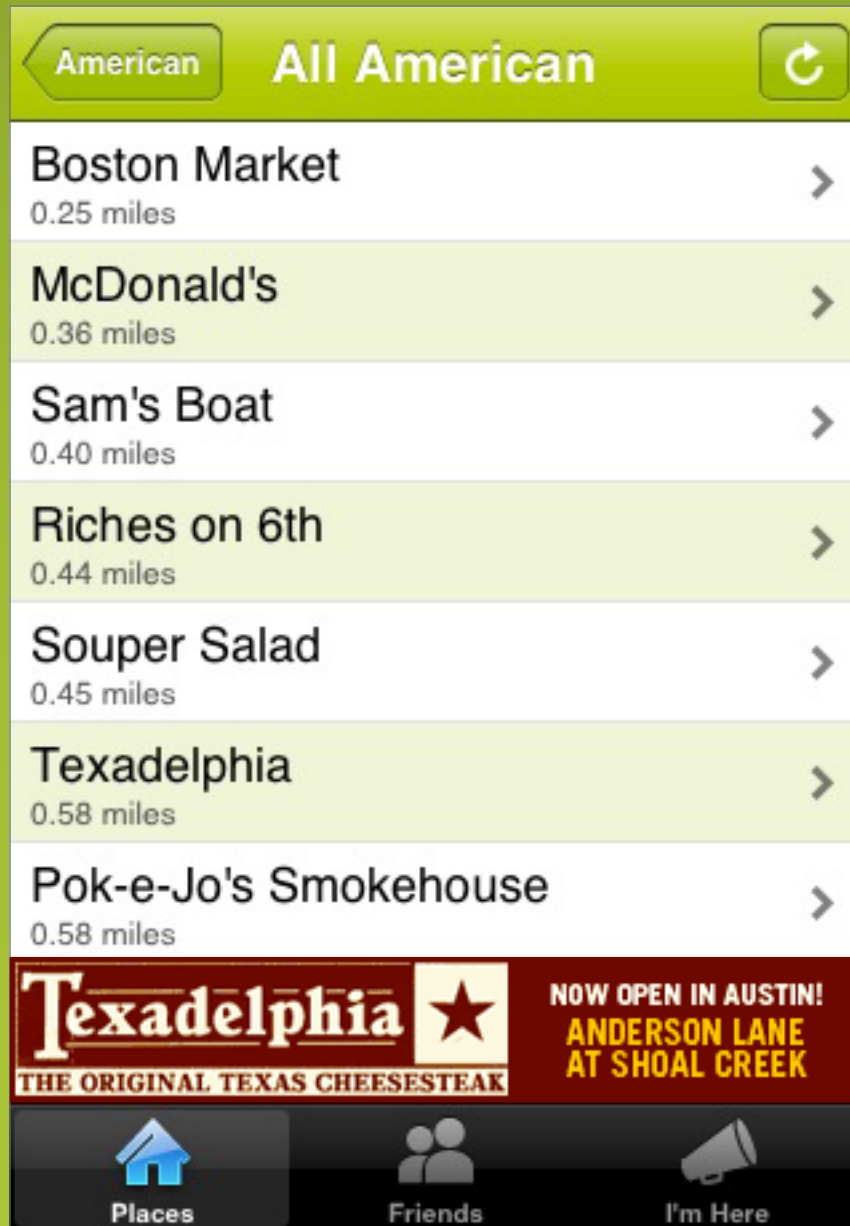 American
All American
Boston Market
0.25 miles
McDonald's
0.36 miles
Sam's Boat
0.40 miles
Riches on 6th
0.44 miles
Souper Salad
0.45 miles
Texadelphia
0.58 miles
Pok-e-Jo's Smokehouse
0.58 miles
Texadelphia
THE ORIGINAL TEXAS CHEESESTEAK
NOW OPEN IN AUSTIN!
ANDERSON LANE
AT SHOAL CREEK
Places
Friends
I'm Here